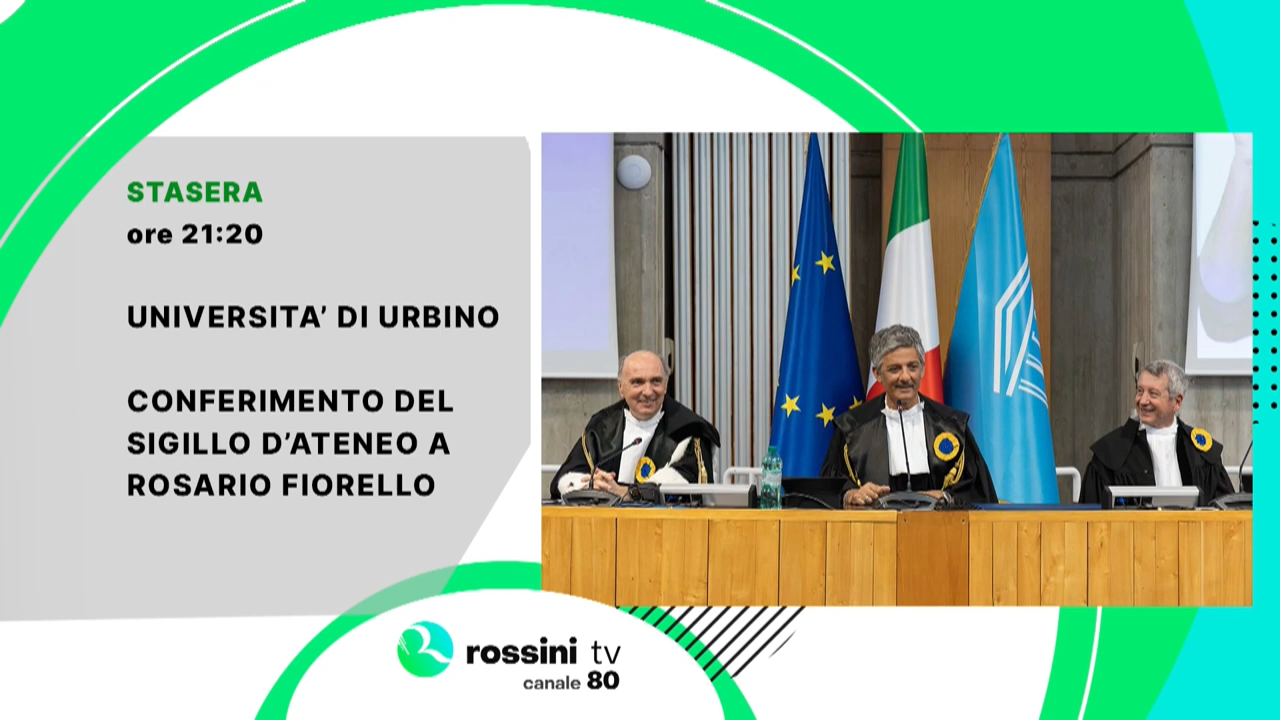 STASERA
ore 21:20
UNIVERSITA’ DI URBINO
CONFERIMENTO DEL
SIGILLO D’ATENEO A
ROSARIO FIORELLO
rossini tv
canale 80